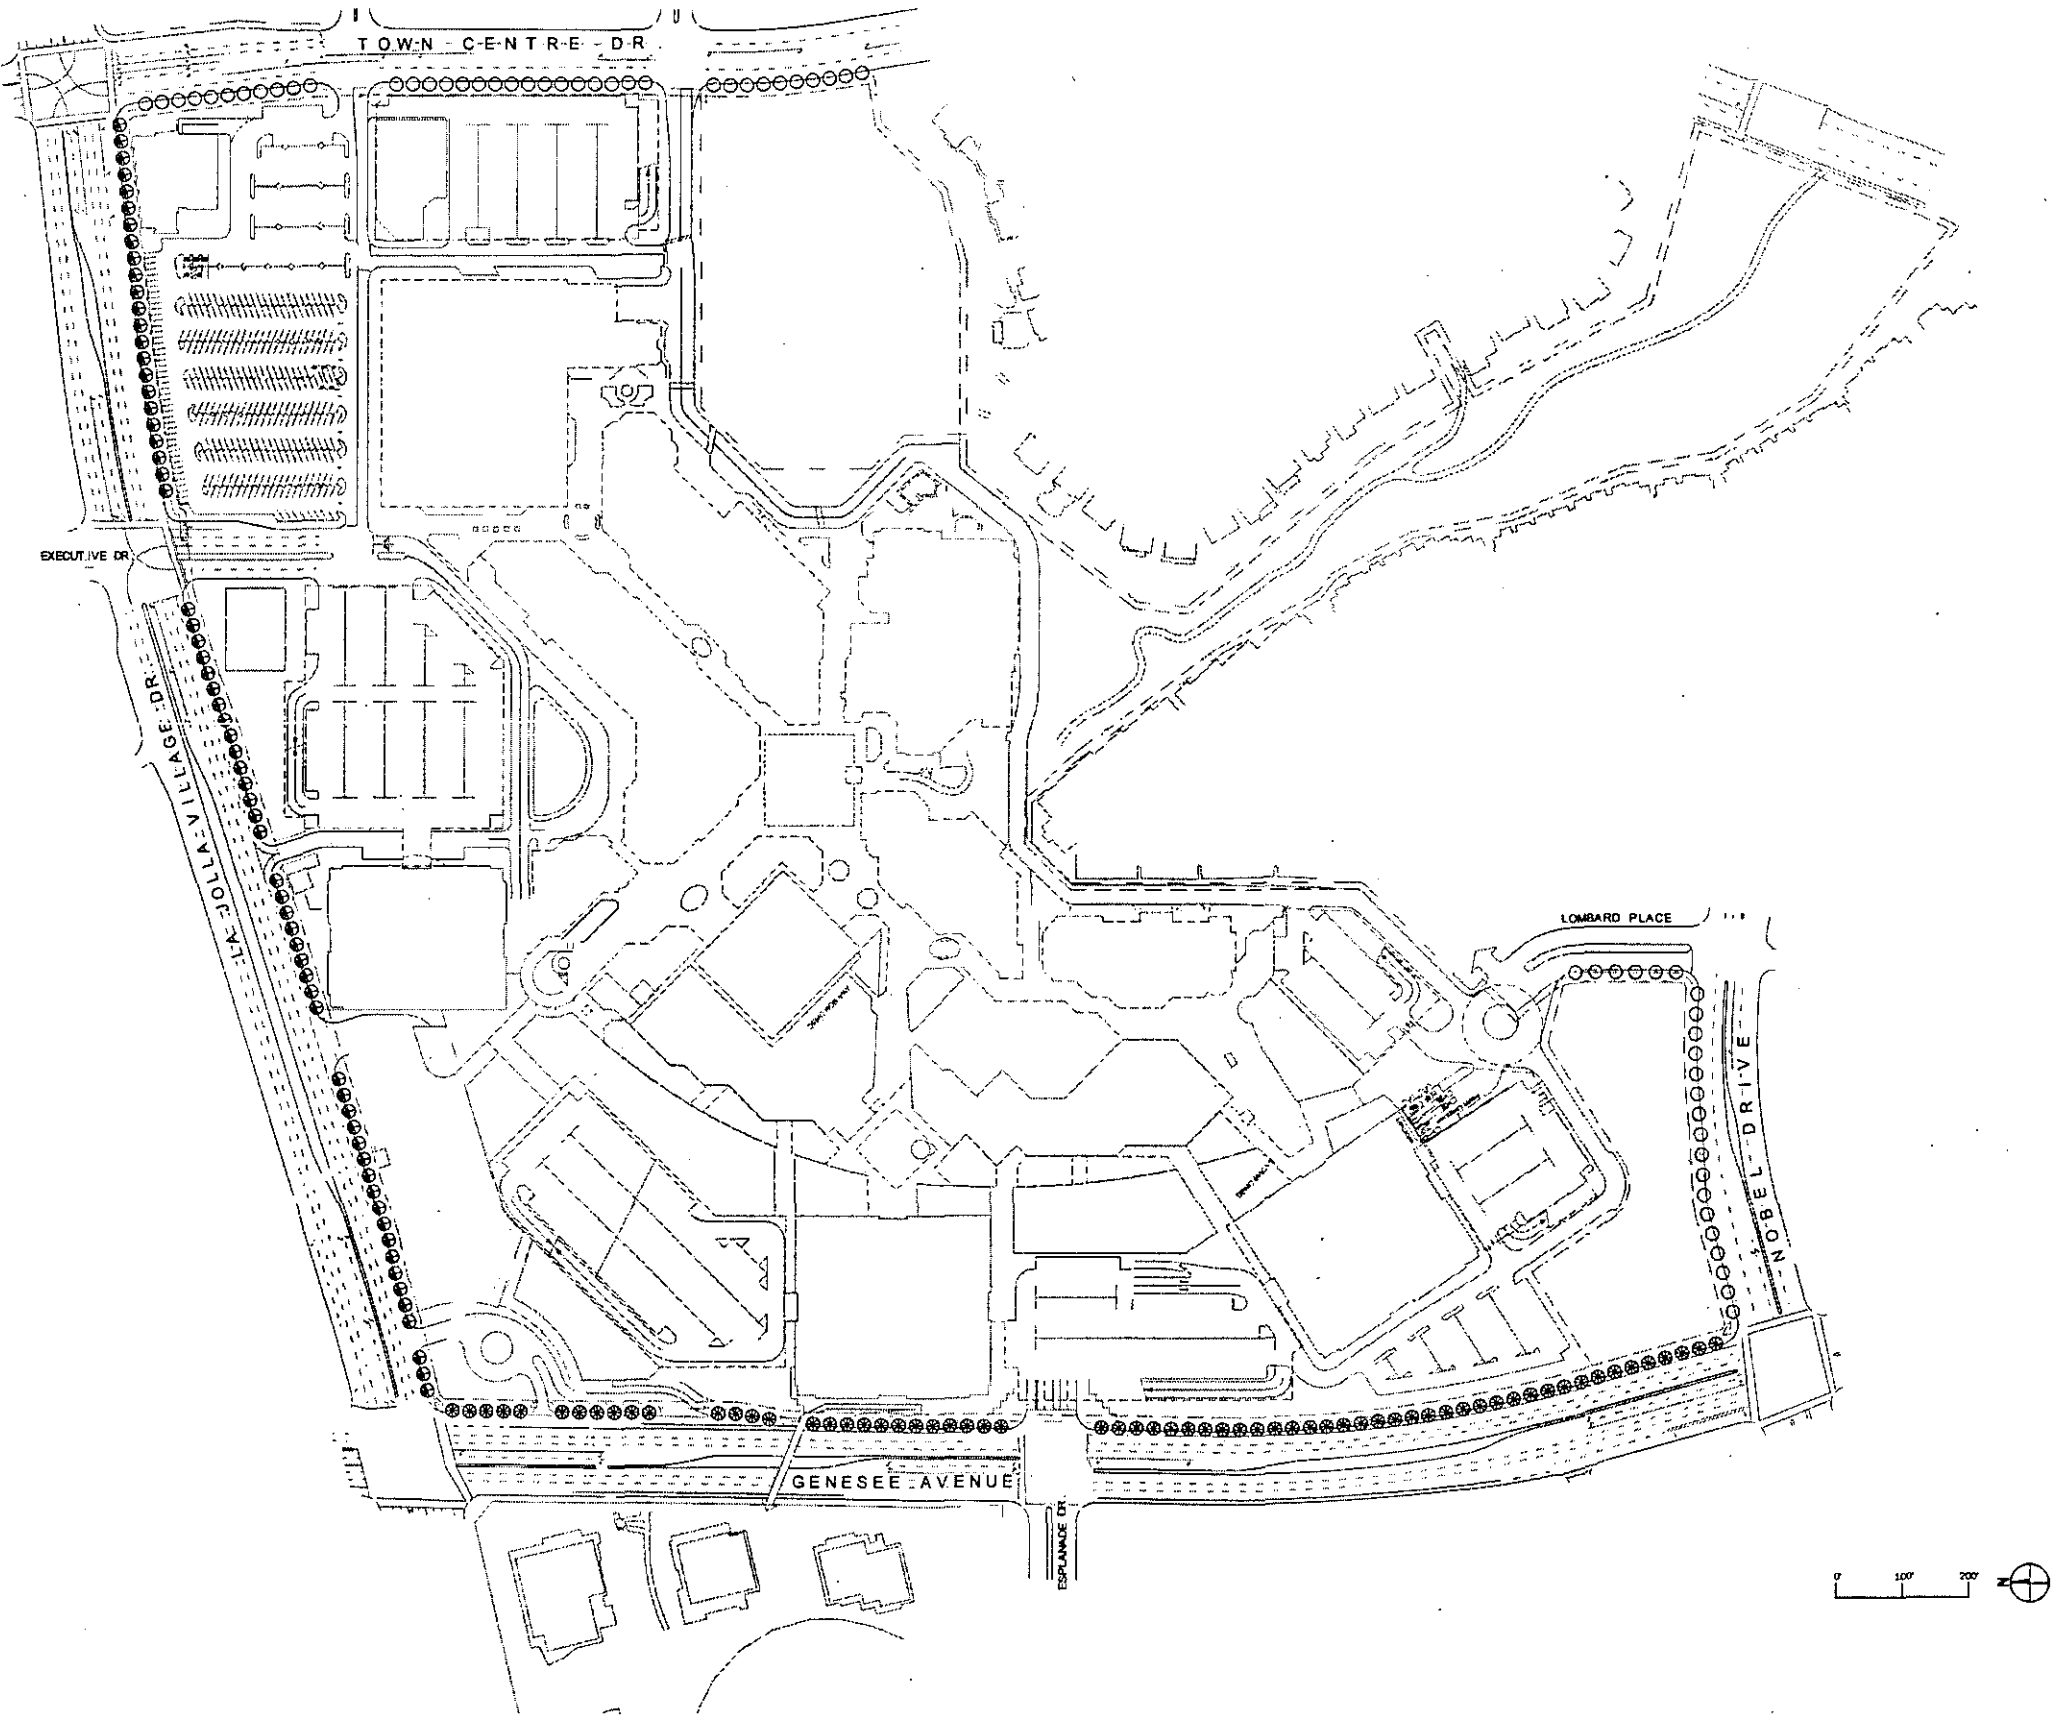 TOWN CENTRE DR
EXECUTIVE DR
LA JOLLA VILLAGE DR
LOMBARD PLACE
NOBEL DRIVE
GENESEE AVENUE
ESPLANADE DR
0' 100' 200'
N